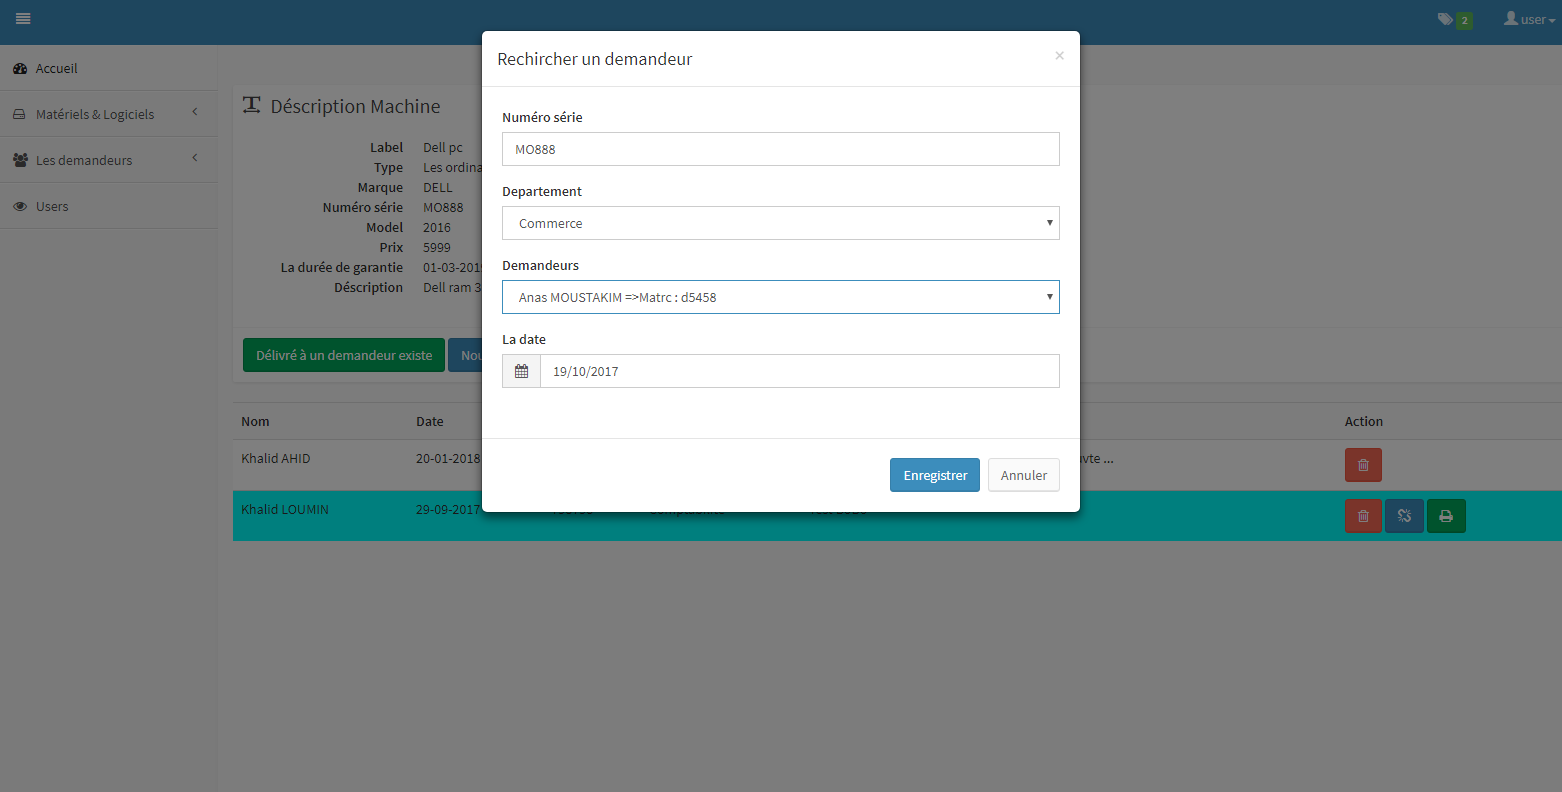 2
user
Accueil
Matériels & Logiciels
Les demandeurs
Users
Déscription Machine
Label Dell pc
Type Les ordina
Marque DELL
Numéro série MO888
Model 2016
Prix 5999
La durée de garantie 01-03-201
Déscription Dell ram 3
Délivré à un demandeur existe
Nou
Rechircher un demandeur
×
Numéro série
MO888
Departement
Commerce
Demandeurs
Anas MOUSTAKIM =>Matrc : d5458
La date
19/10/2017
Enregistrer Annuler
Nom Date Action
Khalid AHID 20-01-2018 ...
Khalid LOUMIN 29-09-2017